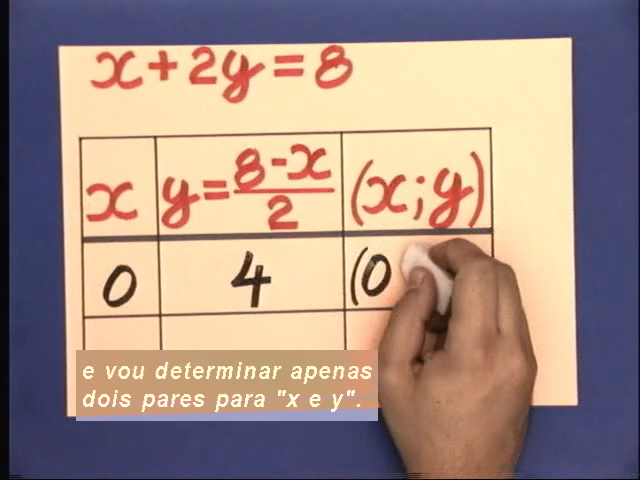 x+2y=8
x y=8-x/2 (x;y)
0 4 (0
e vou determinar apenas
dois pares para "x e y".